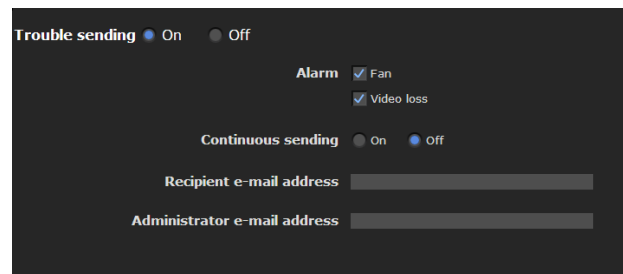 Trouble sending On Off
Alarm Fan
Video loss
Continuous sending On Off
Recipient e-mail address
Administrator e-mail address